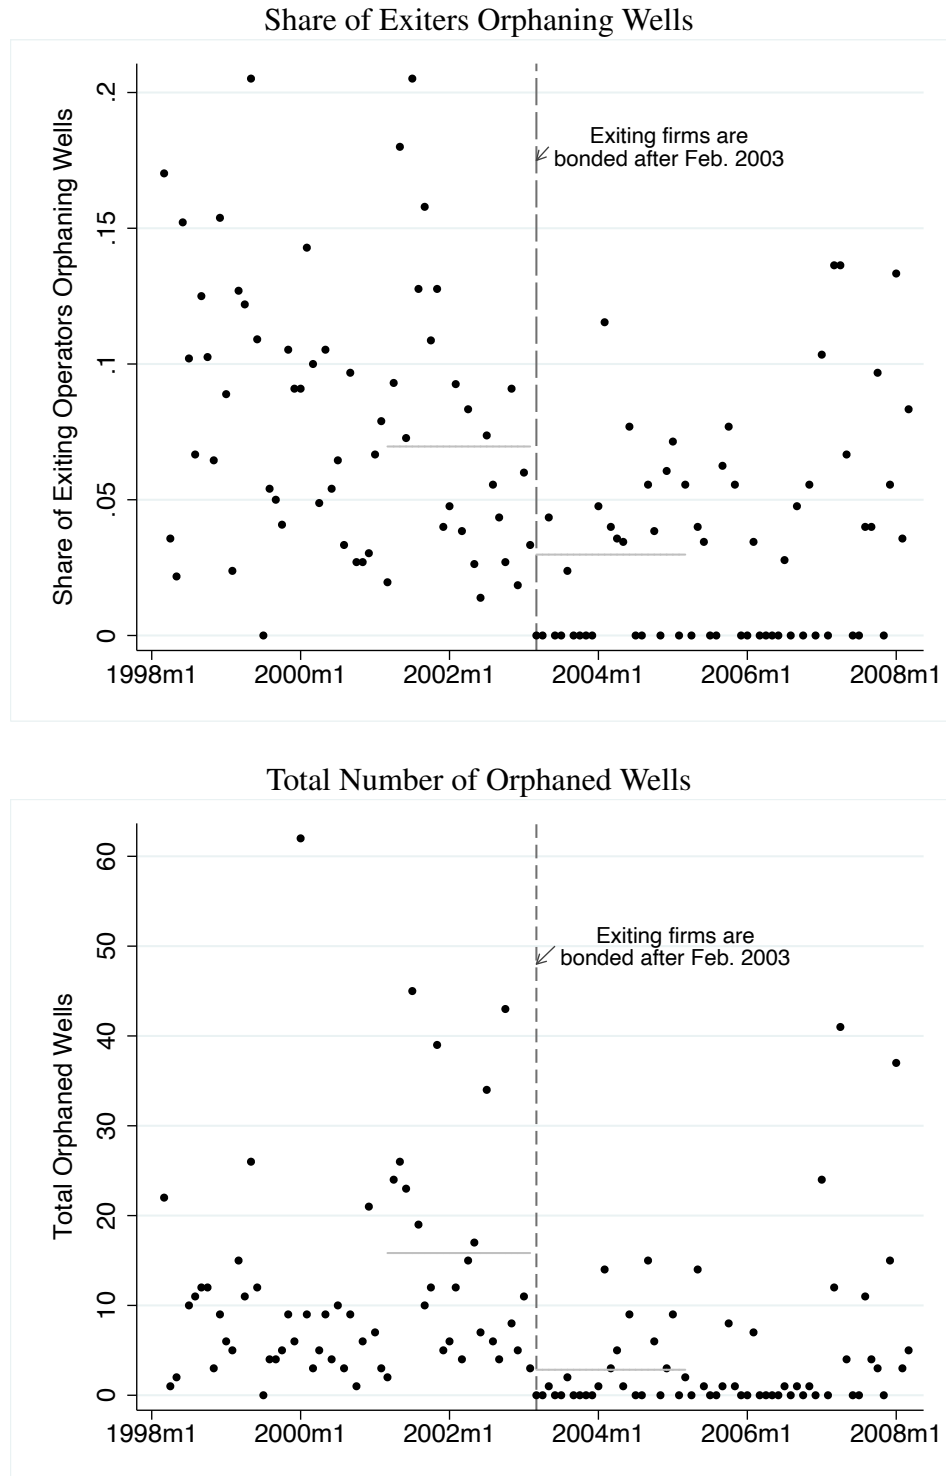 Share of Exiters Orphaning Wells
Share of Exiting Operators Orphaning Wells
.2
.15
.1
.05
0
Exiting firms are
bonded after Feb. 2003
1998m1
2000m1
2002m1
2004m1
2006m1
2008m1
Total Number of Orphaned Wells
Total Orphaned Wells
60
50
40
30
20
10
0
Exiting firms are
bonded after Feb. 2003
1998m1
2000m1
2002m1
2004m1
2006m1
2008m1